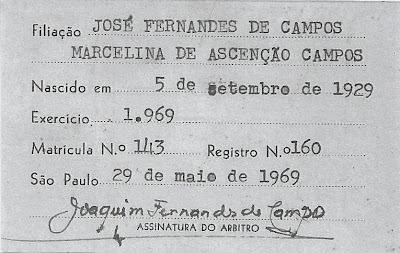 Filiação JOSÉ FERNANDES DE CAMPOS
MARCELINA DE ASCENÇÃO CAMPOS
Nascido em 5 de setembro de 1929
Exercicio 1.969
Matricula N.º 143 Registro N.º 160
São Paulo 29 de maio de 1969
Joaquim Fernandes de Campos
ASSINATURA DO ARBITRO